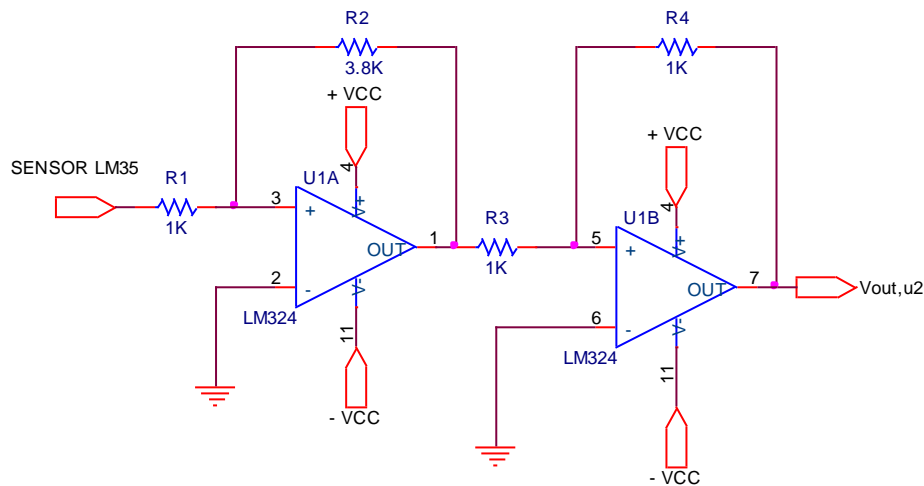 R2
3.8K
+ VCC
SENSOR LM35
R1
1K
U1A
4
3
+
V+
OUT
1
2
-
V-
LM324
11
- VCC
R3
1K
R4
1K
+ VCC
4
U1B
5
+
V+
OUT
7
Vout,u2
6
-
V-
LM324
11
- VCC